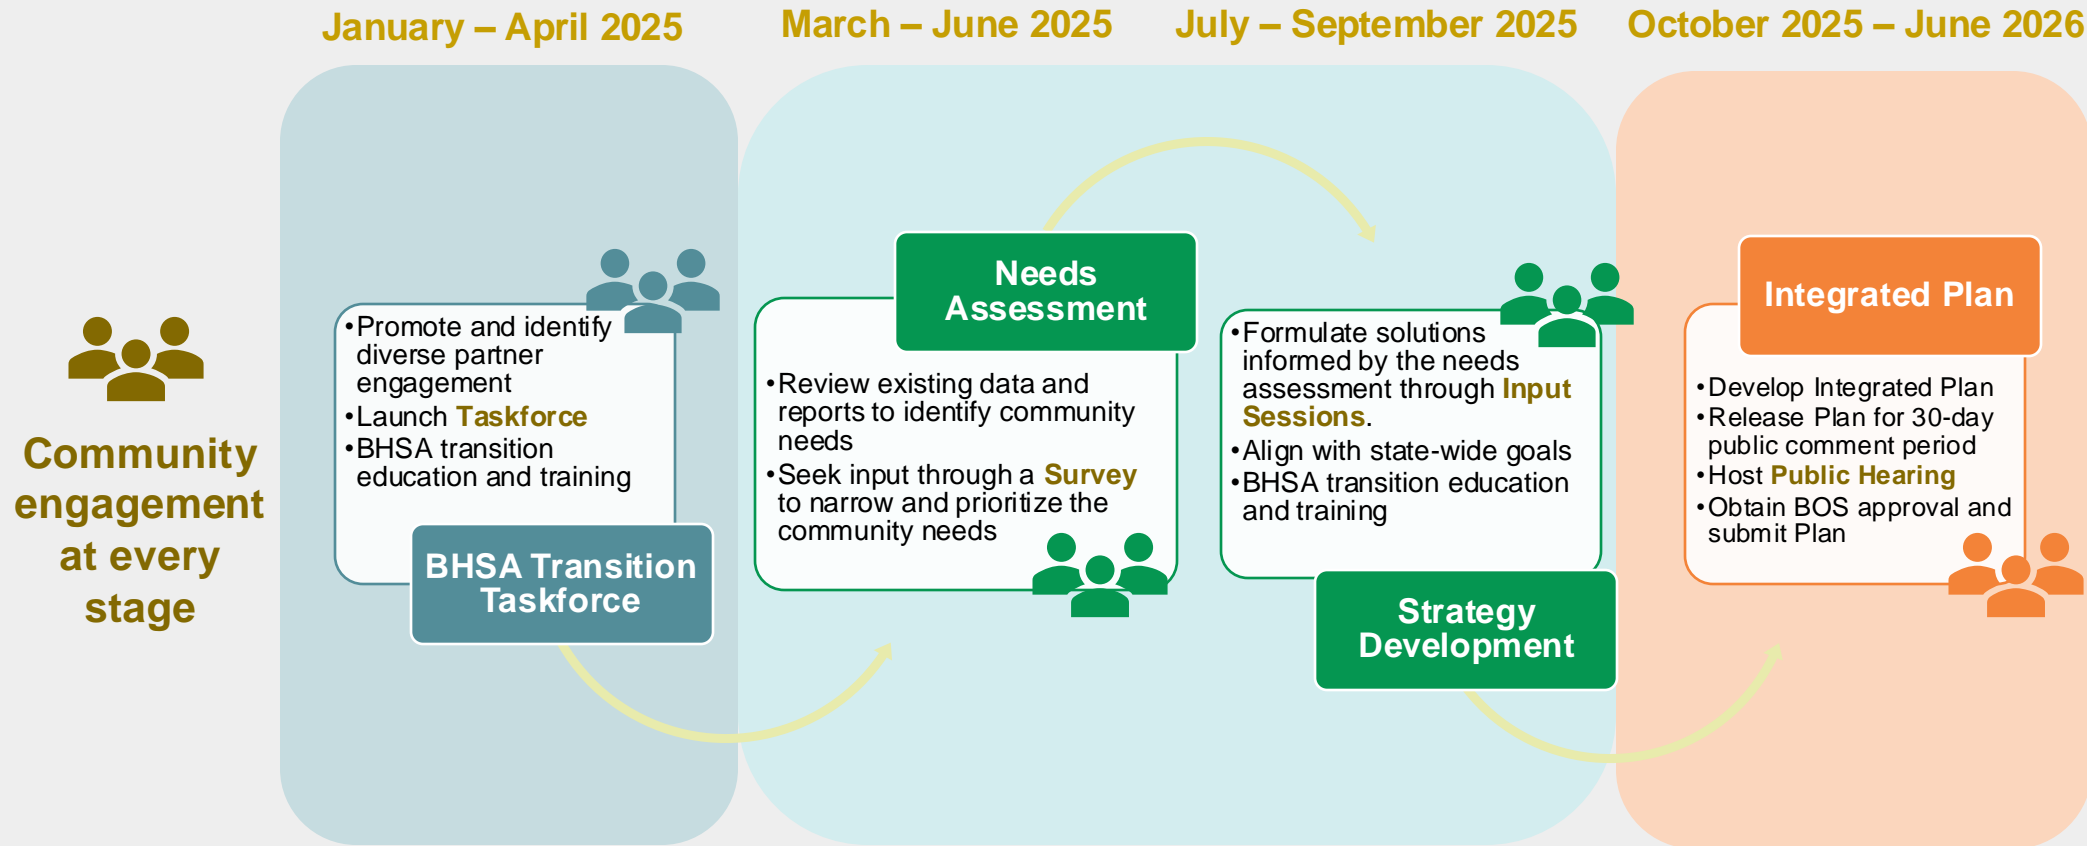 January – April 2025
March – June 2025
July – September 2025
October 2025 – June 2026
Community
engagement
at every
stage
•Promote and identify
diverse partner
engagement
•Launch Taskforce
•BHSA transition
education and training
BHSA Transition
Taskforce
Needs
Assessment
•Review existing data and
reports to identify community
needs
•Seek input through a Survey
to narrow and prioritize the
community needs
•Formulate solutions
informed by the needs
assessment through Input
Sessions.
•Align with state-wide goals
•BHSA transition education
and training
Strategy
Development
Integrated Plan
•Develop Integrated Plan
•Release Plan for 30-day
public comment period
•Host Public Hearing
•Obtain BOS approval and
submit Plan